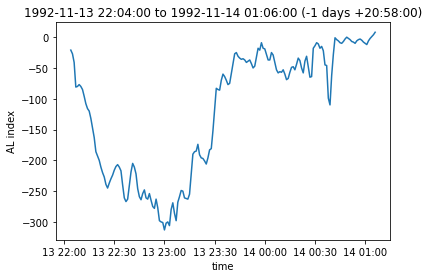 1992-11-13 22:04:00 to 1992-11-14 01:06:00 (-1 days +20:58:00)
0
−50
−100
−150
−200
−250
−300
AL index
13 22:00 13 22:30 13 23:00 13 23:30 14 00:00 14 00:30 14 01:00
time